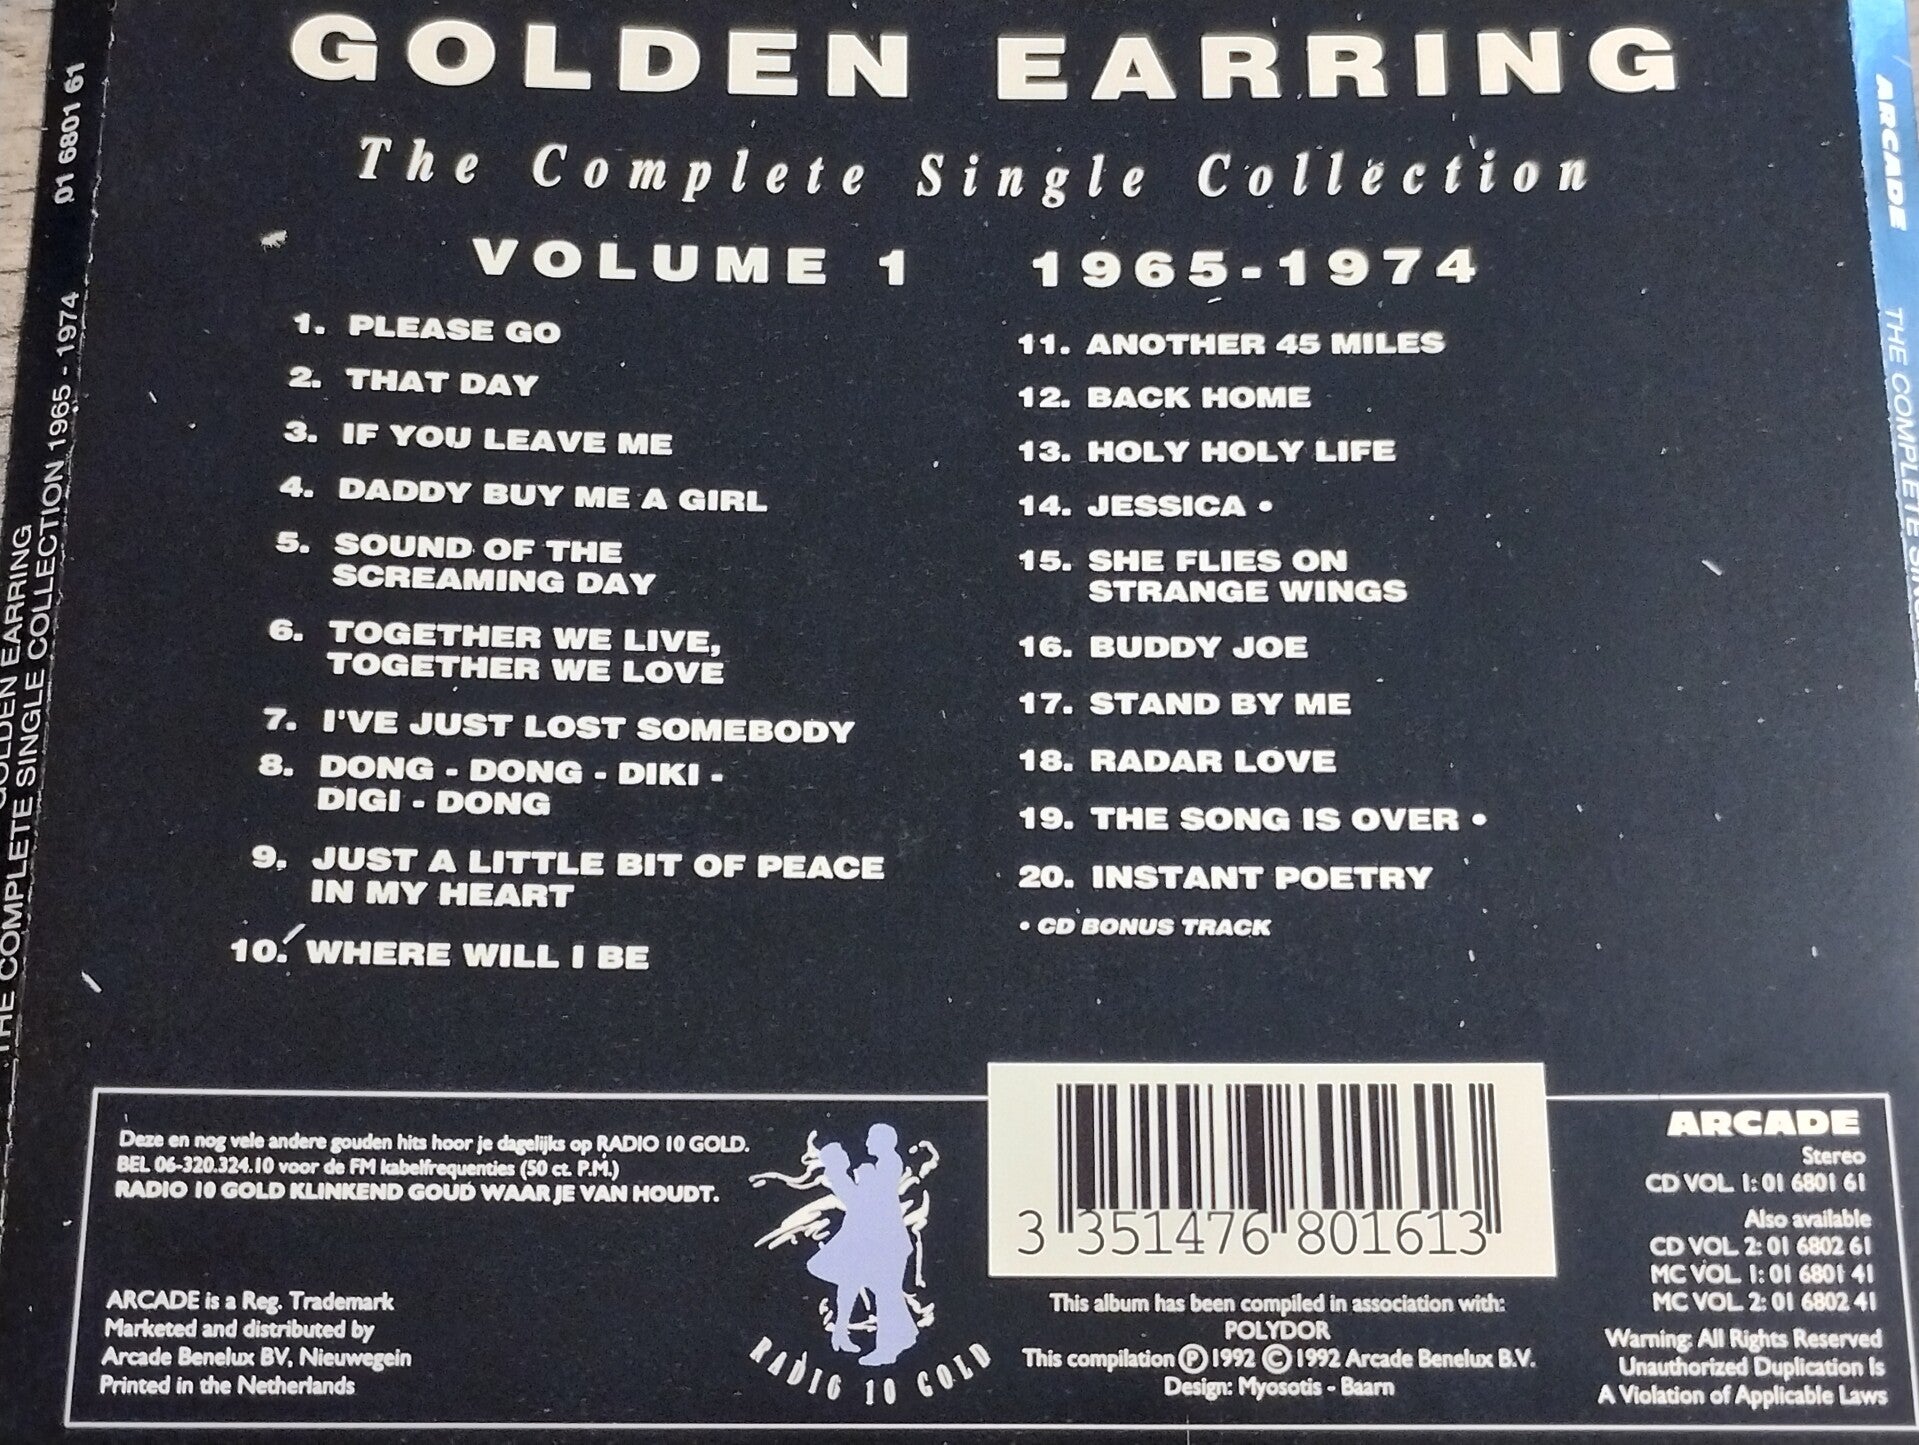 GOLDEN EARRING
The Complete Single Collection
VOLUME 1 1965-1974
1. PLEASE GO
2. THAT DAY
3. IF YOU LEAVE ME
4. DADDY BUY ME A GIRL
5. SOUND OF THE
SCREAMING DAY
6. TOGETHER WE LIVE,
TOGETHER WE LOVE
7. I'VE JUST LOST SOMEBODY
8. DONG - DONG - DIKI -
DIGI - DONG
9. JUST A LITTLE BIT OF PEACE
IN MY HEART
10. WHERE WILL I BE
11. ANOTHER 45 MILES
12. BACK HOME
13. HOLY HOLY LIFE
14. JESSICA •
15. SHE FLIES ON
STRANGE WINGS
16. BUDDY JOE
17. STAND BY ME
18. RADAR LOVE
19. THE SONG IS OVER •
20. INSTANT POETRY
• CD BONUS TRACK
Deze en nog vele andere gouden hits hoor je dagelijks op RADIO 10 GOLD.
BEL 06-320.324.10 voor de FM kabelfrequenties (50 ct. P.M.)
RADIO 10 GOLD KLINKEND GOUD WAAR JE VAN HOUDT.
ARCADE is a Reg. Trademark
Marketed and distributed by
Arcade Benelux BV, Nieuwegein
Printed in the Netherlands
RADIO 10 GOLD
3 351476 801613
This album has been compiled in association with:
POLYDOR
This compilation Ⓟ 1992 © 1992 Arcade Benelux B.V.
Design: Myosotis - Baarn
ARCADE
Stereo
CD VOL. 1: 01 6801 61
Also available
CD VOL. 2: 01 6802 61
MC VOL. 1: 01 6801 41
MC VOL. 2: 01 6802 41
Warning: All Rights Reserved
Unauthorized Duplication Is
A Violation of Applicable Laws
GOLDEN EARRING
THE COMPLETE SINGLE COLLECTION 1965 - 1974
01 6801 61
ARCADE
THE COMPLETE